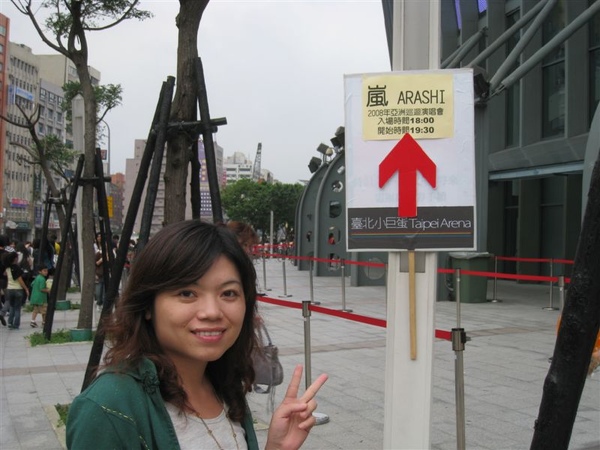 嵐 ARASHI
2008年亞洲巡迴演唱會
入場時間18:00
開始時間19:30
臺北小巨蛋 Taipei Arena